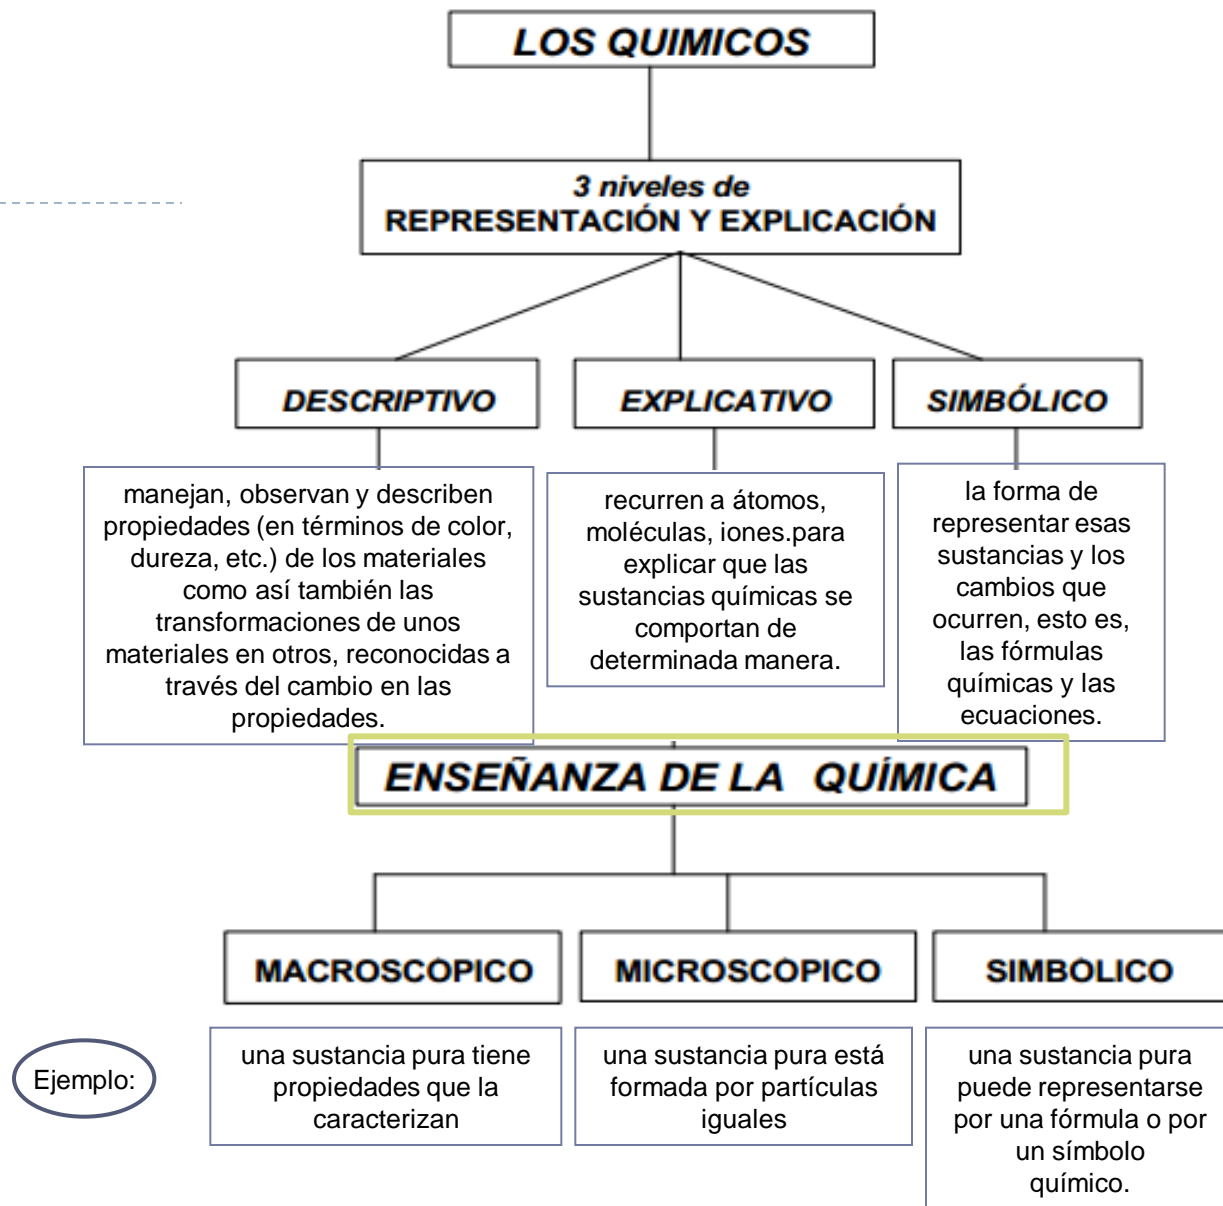 LOS QUIMICOS
3 niveles de
REPRESENTACIÓN Y EXPLICACIÓN
DESCRIPTIVO
EXPLICATIVO
SIMBÓLICO
manejan, observan y describen
propiedades (en términos de color,
dureza, etc.) de los materiales
como así también las
transformaciones de unos
materiales en otros, reconocidas a
través del cambio en las
propiedades.
recurren a átomos,
moléculas, iones.para
explicar que las
sustancias químicas se
comportan de
determinada manera.
la forma de
representar esas
sustancias y los
cambios que
ocurren, esto es,
las fórmulas
químicas y las
ecuaciones.
ENSEÑANZA DE LA QUÍMICA
MACROSCÓPICO
MICROSCÓPICO
SIMBÓLICO
Ejemplo:
una sustancia pura tiene
propiedades que la
caracterizan
una sustancia pura está
formada por partículas
iguales
una sustancia pura
puede representarse
por una fórmula o por
un símbolo
químico.